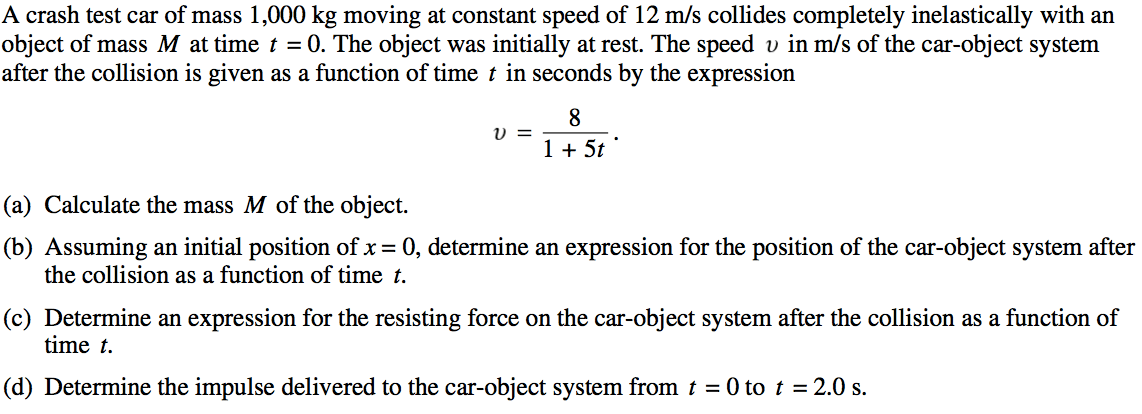 A crash test car of mass 1,000 kg moving at constant speed of 12 m/s collides completely inelastically with an
object of mass M at time t = 0. The object was initially at rest. The speed υ in m/s of the car-object system
after the collision is given as a function of time t in seconds by the expression
υ = 8 / (1 + 5t).
(a) Calculate the mass M of the object.
(b) Assuming an initial position of x = 0, determine an expression for the position of the car-object system after
the collision as a function of time t.
(c) Determine an expression for the resisting force on the car-object system after the collision as a function of
time t.
(d) Determine the impulse delivered to the car-object system from t = 0 to t = 2.0 s.